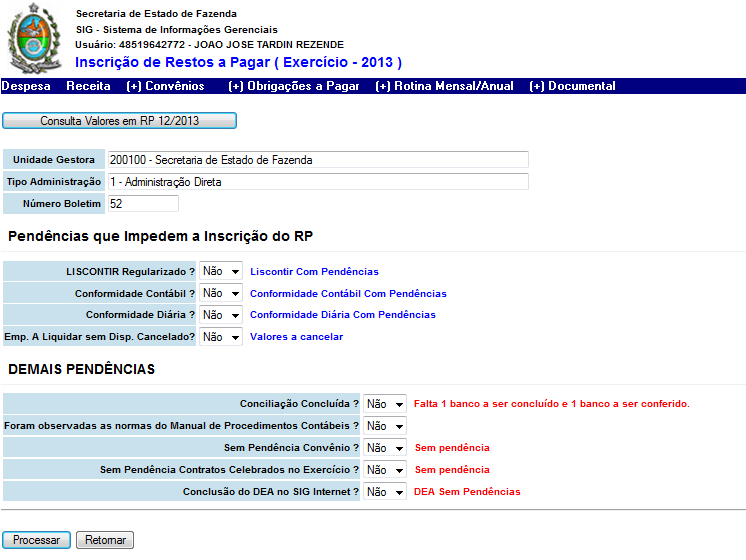 Secretaria de Estado de Fazenda
SIG - Sistema de Informações Gerenciais
Usuário: 48519642772 - JOAO JOSE TARDIN REZENDE
Inscrição de Restos a Pagar ( Exercício - 2013 )
Despesa Receita (+) Convênios (+) Obrigações a Pagar (+) Rotina Mensal/Anual (+) Documental
Consulta Valores em RP 12/2013
Unidade Gestora 200100 - Secretaria de Estado de Fazenda
Tipo Administração 1 - Administração Direta
Número Boletim 52
Pendências que Impedem a Inscrição do RP
LISCONTIR Regularizado ? Não Liscontir Com Pendências
Conformidade Contábil ? Não Conformidade Contábil Com Pendências
Conformidade Diária ? Não Conformidade Diária Com Pendências
Emp. A Liquidar sem Disp. Cancelado? Não Valores a cancelar
DEMAIS PENDÊNCIAS
Conciliação Concluída ? Não Falta 1 banco a ser concluído e 1 banco a ser conferido.
Foram observadas as normas do Manual de Procedimentos Contábeis ? Não
Sem Pendência Convênio ? Não Sem pendência
Sem Pendência Contratos Celebrados no Exercício ? Não Sem pendência
Conclusão do DEA no SIG Internet ? Não DEA Sem Pendências
Processar Retornar